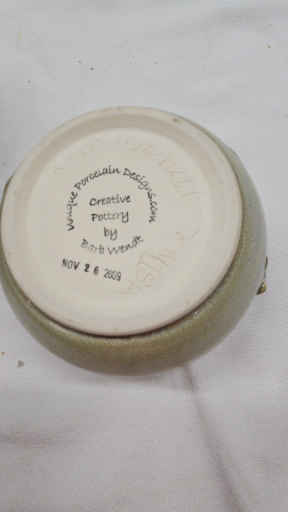 Unique Porcelain Designs.com
Creative
Pottery
by
Barb Wendt
NOV 26 2009